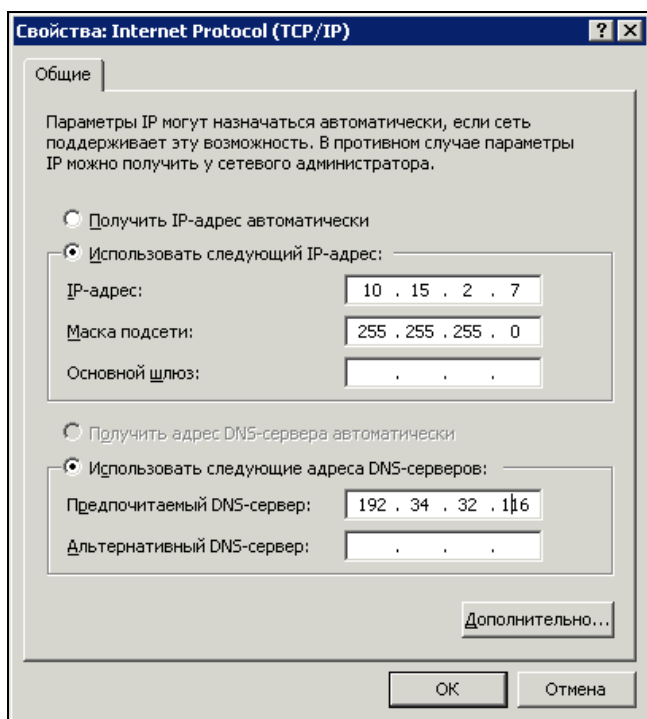 Свойства: Internet Protocol (TCP/IP)
Общие
Параметры IP могут назначаться автоматически, если сеть
поддерживает эту возможность. В противном случае параметры
IP можно получить у сетевого администратора.
Получить IP-адрес автоматически
Использовать следующий IP-адрес:
IP-адрес: 10 . 15 . 2 . 7
Маска подсети: 255 . 255 . 255 . 0
Основной шлюз: . . .
Получить адрес DNS-сервера автоматически
Использовать следующие адреса DNS-серверов:
Предпочитаемый DNS-сервер: 192 . 34 . 32 . 116
Альтернативный DNS-сервер: . . .
Дополнительно...
OK Отмена